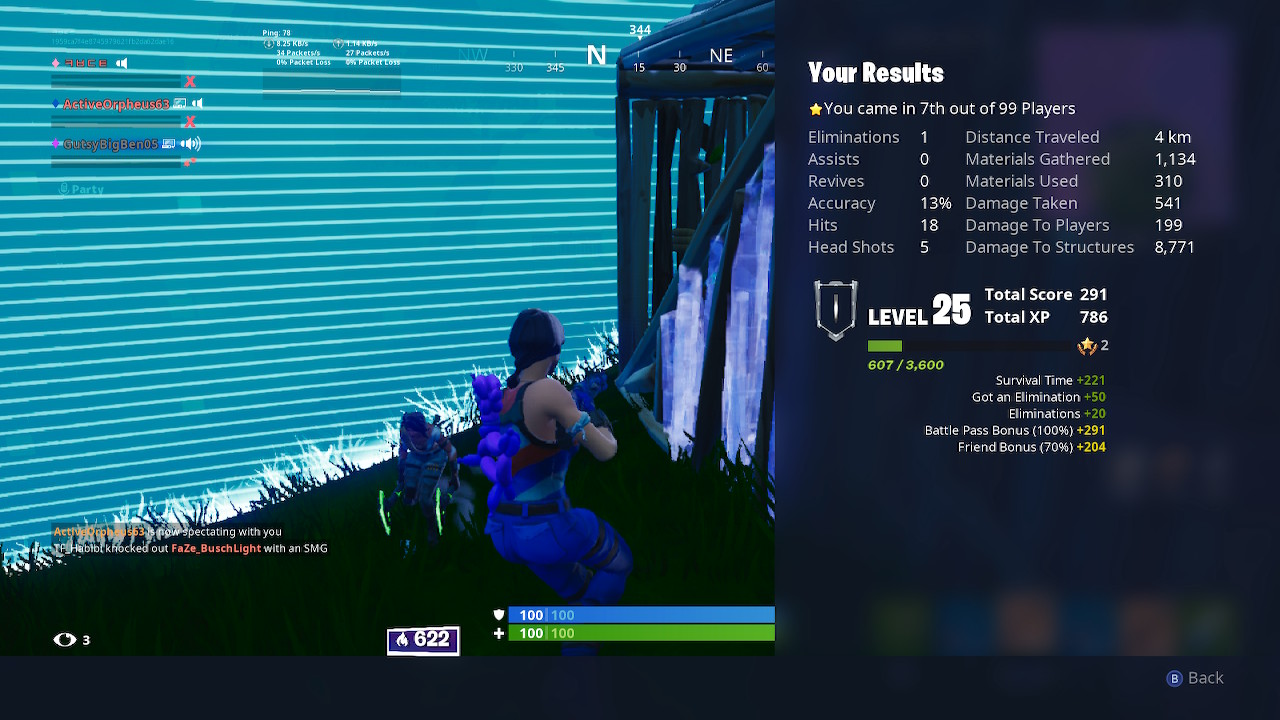 Ping: 78
8.25 KB/s 1.14 KB/s
34 Packets/s 27 Packets/s
0% Packet Loss 0% Packet Loss
ActiveOrpheus63
GutsyBigBen05
Party
344
NW N NE
330 345 15 30 60
Your Results
You came in 7th out of 99 Players
Eliminations 1 Distance Traveled 4 km
Assists 0 Materials Gathered 1,134
Revives 0 Materials Used 310
Accuracy 13% Damage Taken 541
Hits 18 Damage To Players 199
Head Shots 5 Damage To Structures 8,771
LEVEL 25
Total Score 291
Total XP 786
2
607 / 3,600
Survival Time +221
Got an Elimination +50
Eliminations +20
Battle Pass Bonus (100%) +291
Friend Bonus (70%) +204
ActiveOrpheus63 is now spectating with you
TF_Habibi knocked out FaZe_BuschLight with an SMG
3
622
100 | 100
100 | 100
B Back